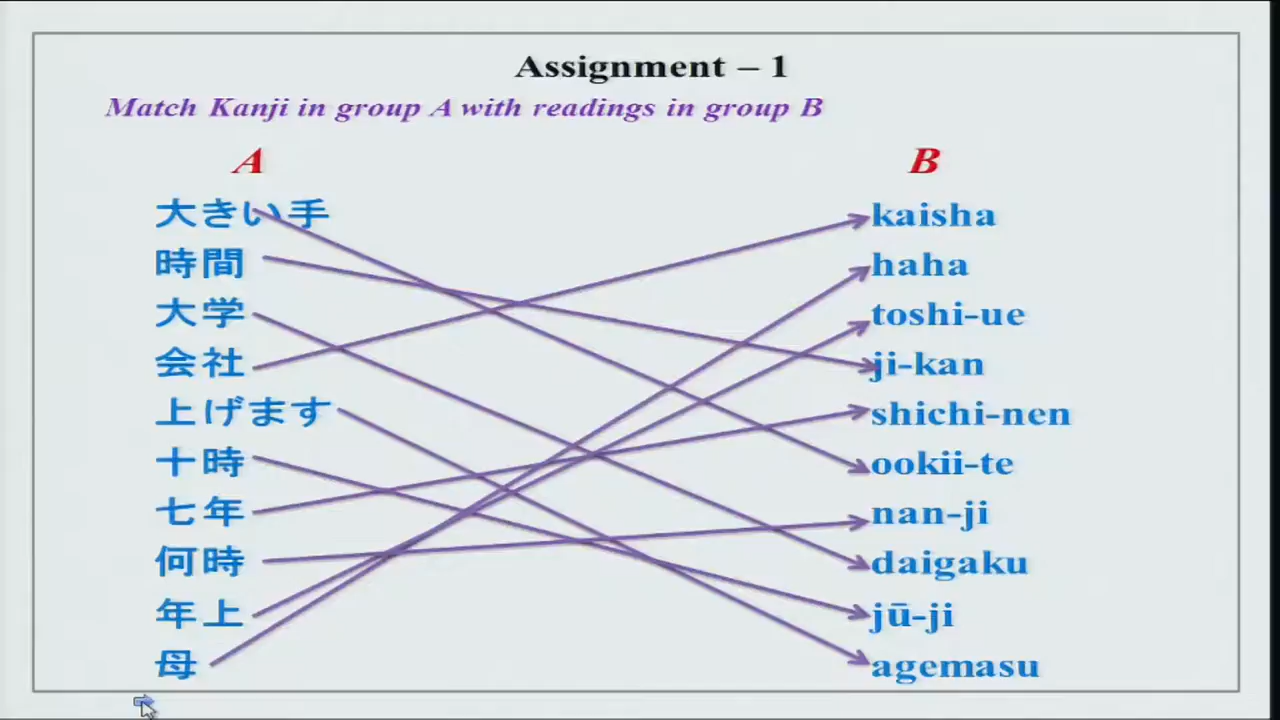 Assignment – 1
Match Kanji in group A with readings in group B
A B
大きい手 kaisha
時間 haha
大学 toshi-ue
会社 ji-kan
上げます shichi-nen
十時 ookii-te
七年 nan-ji
何時 daigaku
年上 jū-ji
母 agemasu